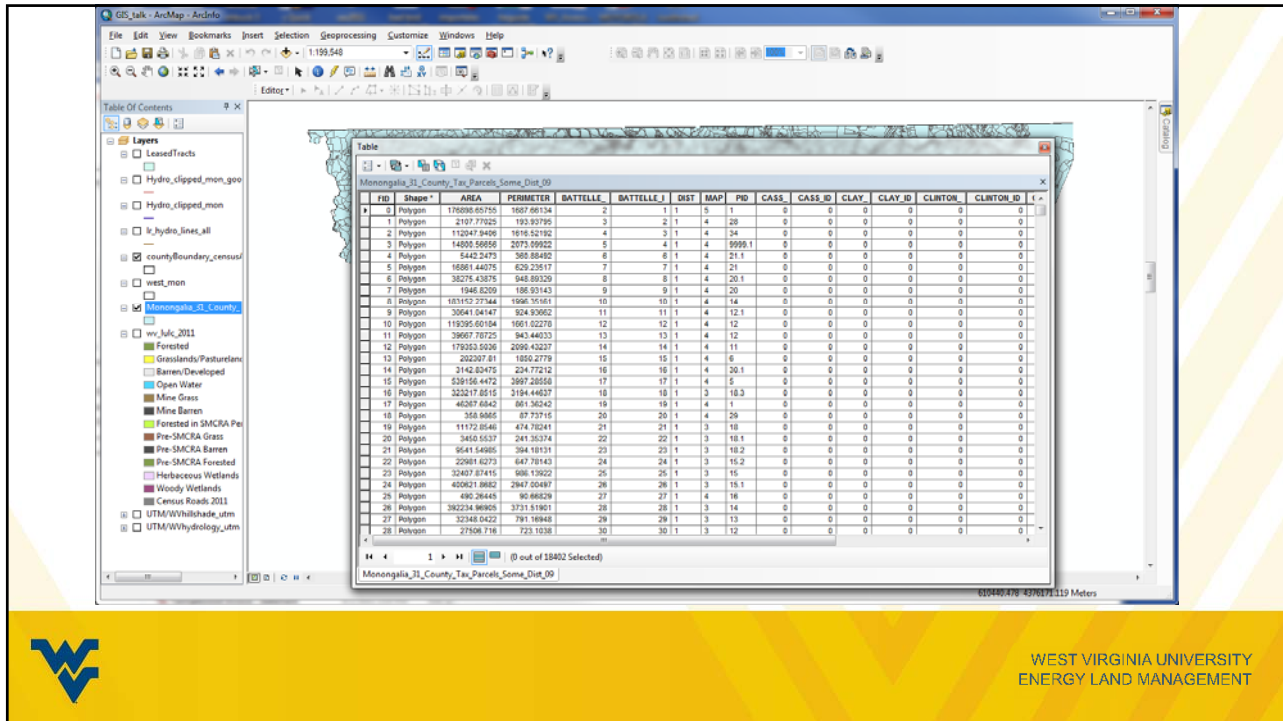 GIS_talk - ArcMap - ArcInfo
File Edit View Bookmarks Insert Selection Geoprocessing Customize Windows Help
1:199,548
Editor
Table Of Contents
Layers
LeasedTracts
Hydro_clipped_mon_goo
Hydro_clipped_mon
lr_hydro_lines_all
countyBoundary_census/
west_mon
Monongalia_31_County_
wv_lulc_2011
Forested
Grasslands/Pasturelan
Barren/Developed
Open Water
Mine Grass
Mine Barren
Forested in SMCRA Pe
Pre-SMCRA Grass
Pre-SMCRA Barren
Pre-SMCRA Forested
Herbaceous Wetlands
Woody Wetlands
Census Roads 2011
UTM/WVhillshade_utm
UTM/WVhydrology_utm
Catalog
Table
Monongalia_31_County_Tax_Parcels_Some_Dist_09
FID Shape * AREA PERIMETER BATTELLE_ BATTELLE_I DIST MAP PID CASS_ CASS_ID CLAY_ CLAY_ID CLINTON_ CLINTON_ID
0 Polygon 176898.65755 1687.66134 2 1 1 5 1 0 0 0 0 0 0
1 Polygon 2107.77025 193.93795 3 2 1 4 28 0 0 0 0 0 0
2 Polygon 112047.9406 1616.52192 4 3 1 4 34 0 0 0 0 0 0
3 Polygon 14800.56656 2073.09922 5 4 1 4 9999.1 0 0 0 0 0 0
4 Polygon 5442.2473 360.88492 6 6 1 4 21.1 0 0 0 0 0 0
5 Polygon 16861.44075 629.23517 7 7 1 4 21 0 0 0 0 0 0
6 Polygon 38275.43875 948.89329 8 8 1 4 20.1 0 0 0 0 0 0
7 Polygon 1946.8209 186.93143 9 9 1 4 20 0 0 0 0 0 0
8 Polygon 183152.27344 1996.35161 10 10 1 4 14 0 0 0 0 0 0
9 Polygon 30641.04147 924.93662 11 11 1 4 12.1 0 0 0 0 0 0
10 Polygon 119395.60184 1661.02278 12 12 1 4 12 0 0 0 0 0 0
11 Polygon 39667.78725 943.44033 13 13 1 4 12 0 0 0 0 0 0
12 Polygon 179353.5036 2090.43237 14 14 1 4 11 0 0 0 0 0 0
13 Polygon 202307.81 1850.2779 15 15 1 4 6 0 0 0 0 0 0
14 Polygon 3142.83475 234.77212 16 16 1 4 30.1 0 0 0 0 0 0
15 Polygon 539156.4472 3997.28558 17 17 1 4 5 0 0 0 0 0 0
16 Polygon 323217.8515 3194.44637 18 18 1 3 18.3 0 0 0 0 0 0
17 Polygon 46267.6842 861.36242 19 19 1 4 1 0 0 0 0 0 0
18 Polygon 358.9865 87.73715 20 20 1 4 29 0 0 0 0 0 0
19 Polygon 11172.8546 474.78241 21 21 1 3 18 0 0 0 0 0 0
20 Polygon 3450.5537 241.35374 22 22 1 3 18.1 0 0 0 0 0 0
21 Polygon 9541.54985 394.18131 23 23 1 3 18.2 0 0 0 0 0 0
22 Polygon 22981.6273 647.78143 24 24 1 3 15.2 0 0 0 0 0 0
23 Polygon 32407.87415 986.13922 25 25 1 3 15 0 0 0 0 0 0
24 Polygon 400621.8682 2947.00497 26 26 1 3 15.1 0 0 0 0 0 0
25 Polygon 490.26445 90.66829 27 27 1 4 16 0 0 0 0 0 0
26 Polygon 392234.96905 3731.51901 28 28 1 3 14 0 0 0 0 0 0
27 Polygon 32348.0422 791.16948 29 29 1 3 13 0 0 0 0 0 0
28 Polygon 27506.716 723.1038 30 30 1 3 12 0 0 0 0 0 0
1 (0 out of 18402 Selected)
Monongalia_31_County_Tax_Parcels_Some_Dist_09
610440.478 4376171.119 Meters
WEST VIRGINIA UNIVERSITY
ENERGY LAND MANAGEMENT